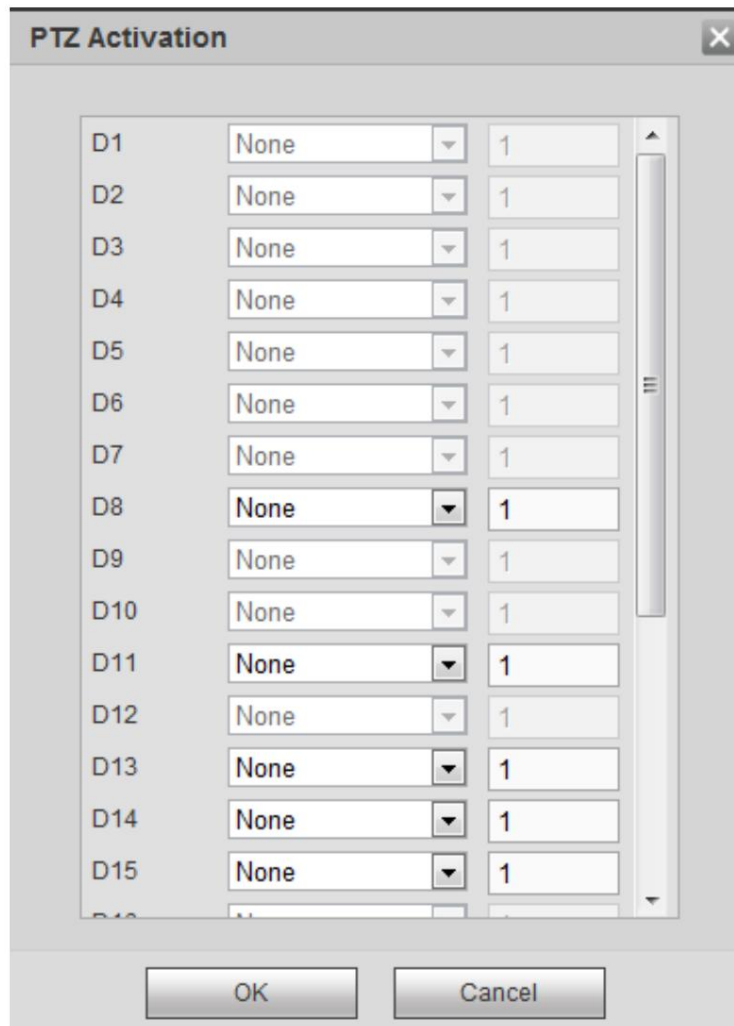 PTZ Activation
D1 None 1
D2 None 1
D3 None 1
D4 None 1
D5 None 1
D6 None 1
D7 None 1
D8 None 1
D9 None 1
D10 None 1
D11 None 1
D12 None 1
D13 None 1
D14 None 1
D15 None 1
OK Cancel